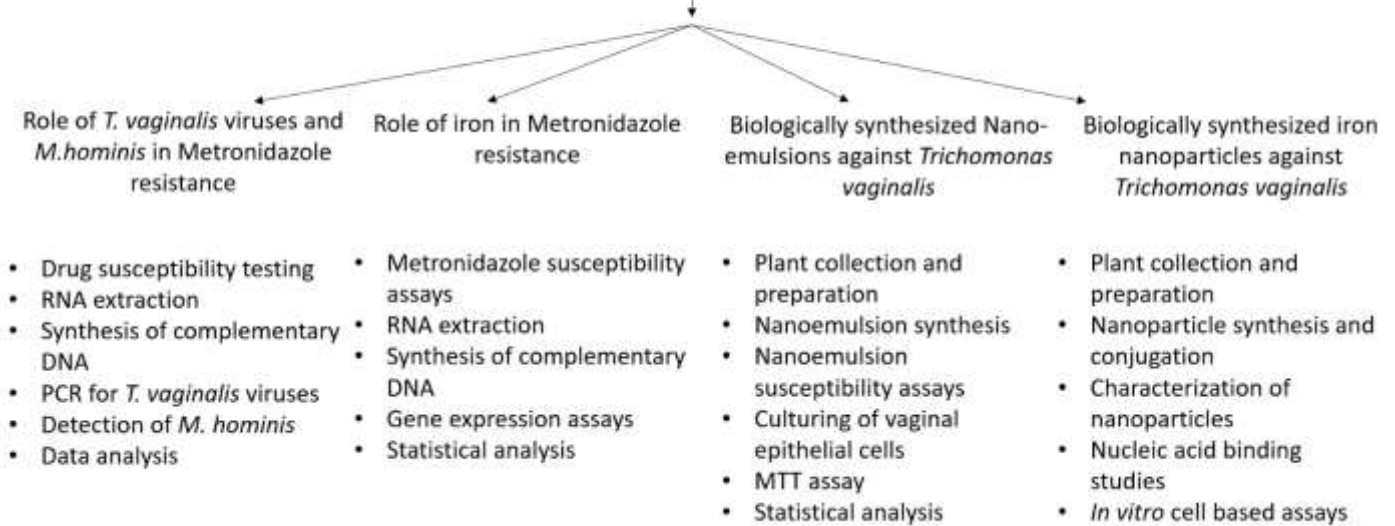 Role of T. vaginalis viruses and
M.hominis in Metronidazole
resistance
Role of iron in Metronidazole
resistance
Biologically synthesized Nano-
emulsions against Trichomonas
vaginalis
Biologically synthesized iron
nanoparticles against
Trichomonas vaginalis
• Drug susceptibility testing
• RNA extraction
• Synthesis of complementary
DNA
• PCR for T. vaginalis viruses
• Detection of M. hominis
• Data analysis
• Metronidazole susceptibility
assays
• RNA extraction
• Synthesis of complementary
DNA
• Gene expression assays
• Statistical analysis
• Plant collection and
preparation
• Nanoemulsion synthesis
• Nanoemulsion
susceptibility assays
• Culturing of vaginal
epithelial cells
• MTT assay
• Statistical analysis
• Plant collection and
preparation
• Nanoparticle synthesis and
conjugation
• Characterization of
nanoparticles
• Nucleic acid binding
studies
• In vitro cell based assays